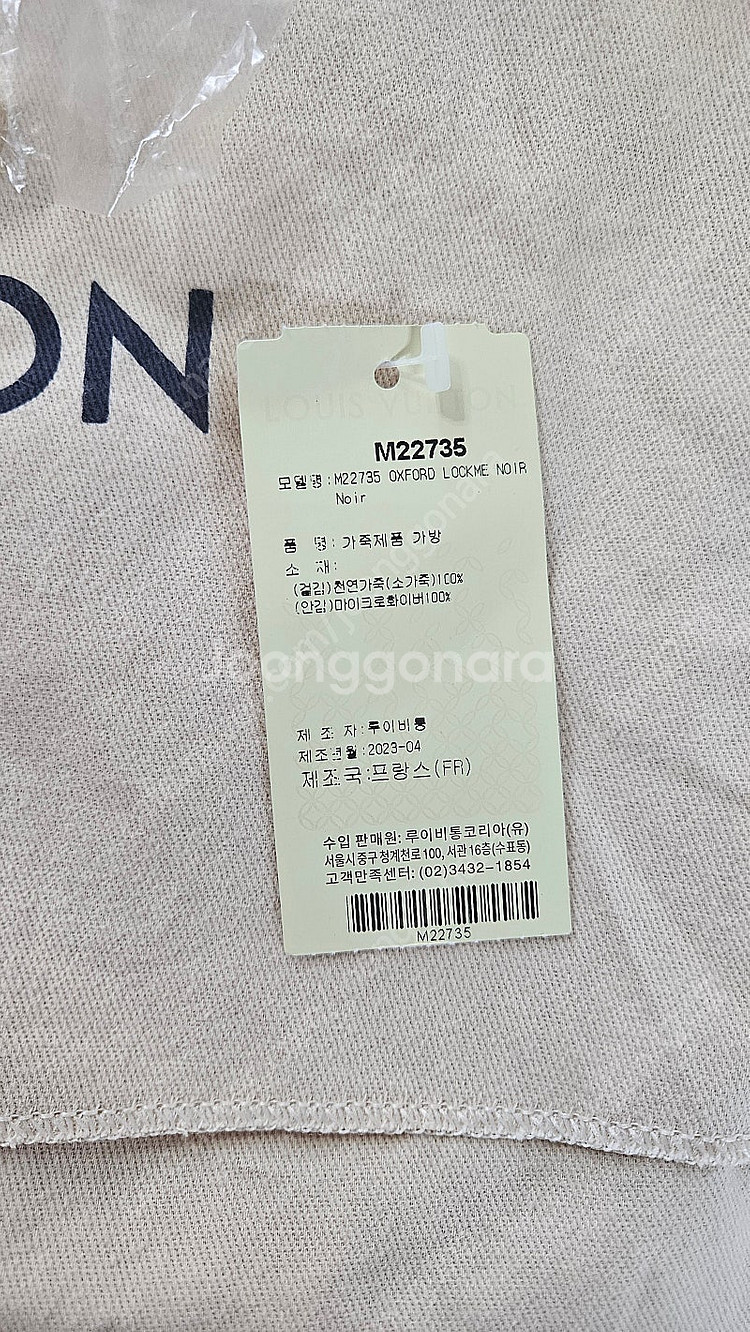 ON
LOUIS VUITTON
M22735
모델명:M22735 OXFORD LOCKME NOIR
Noir
품 명: 가죽제품 가방
소 재:
(겉감)천연가죽(소가죽)100%
(안감)마이크로화이버100%
Joonggonara
제 조 자:루이비통
제조년월:2023-04
제조국:프랑스(FR)
수입 판매원: 루이비통코리아(유)
서울시 중구 청계천로 100, 서관 16층(수표동)
고객만족센터: (02)3432-1854
M22735